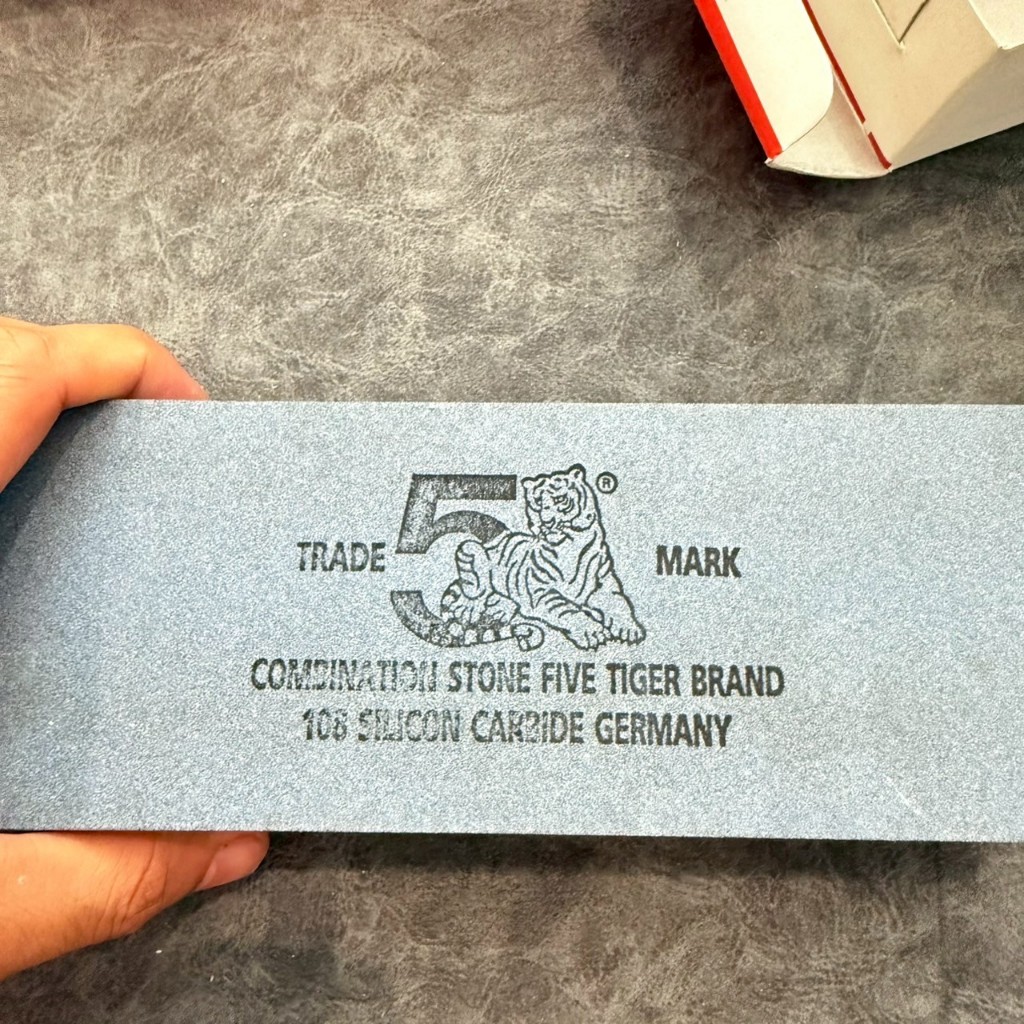 5 ®
TRADE MARK
COMBINATION STONE FIVE TIGER BRAND
108 SILICON CARBIDE GERMANY